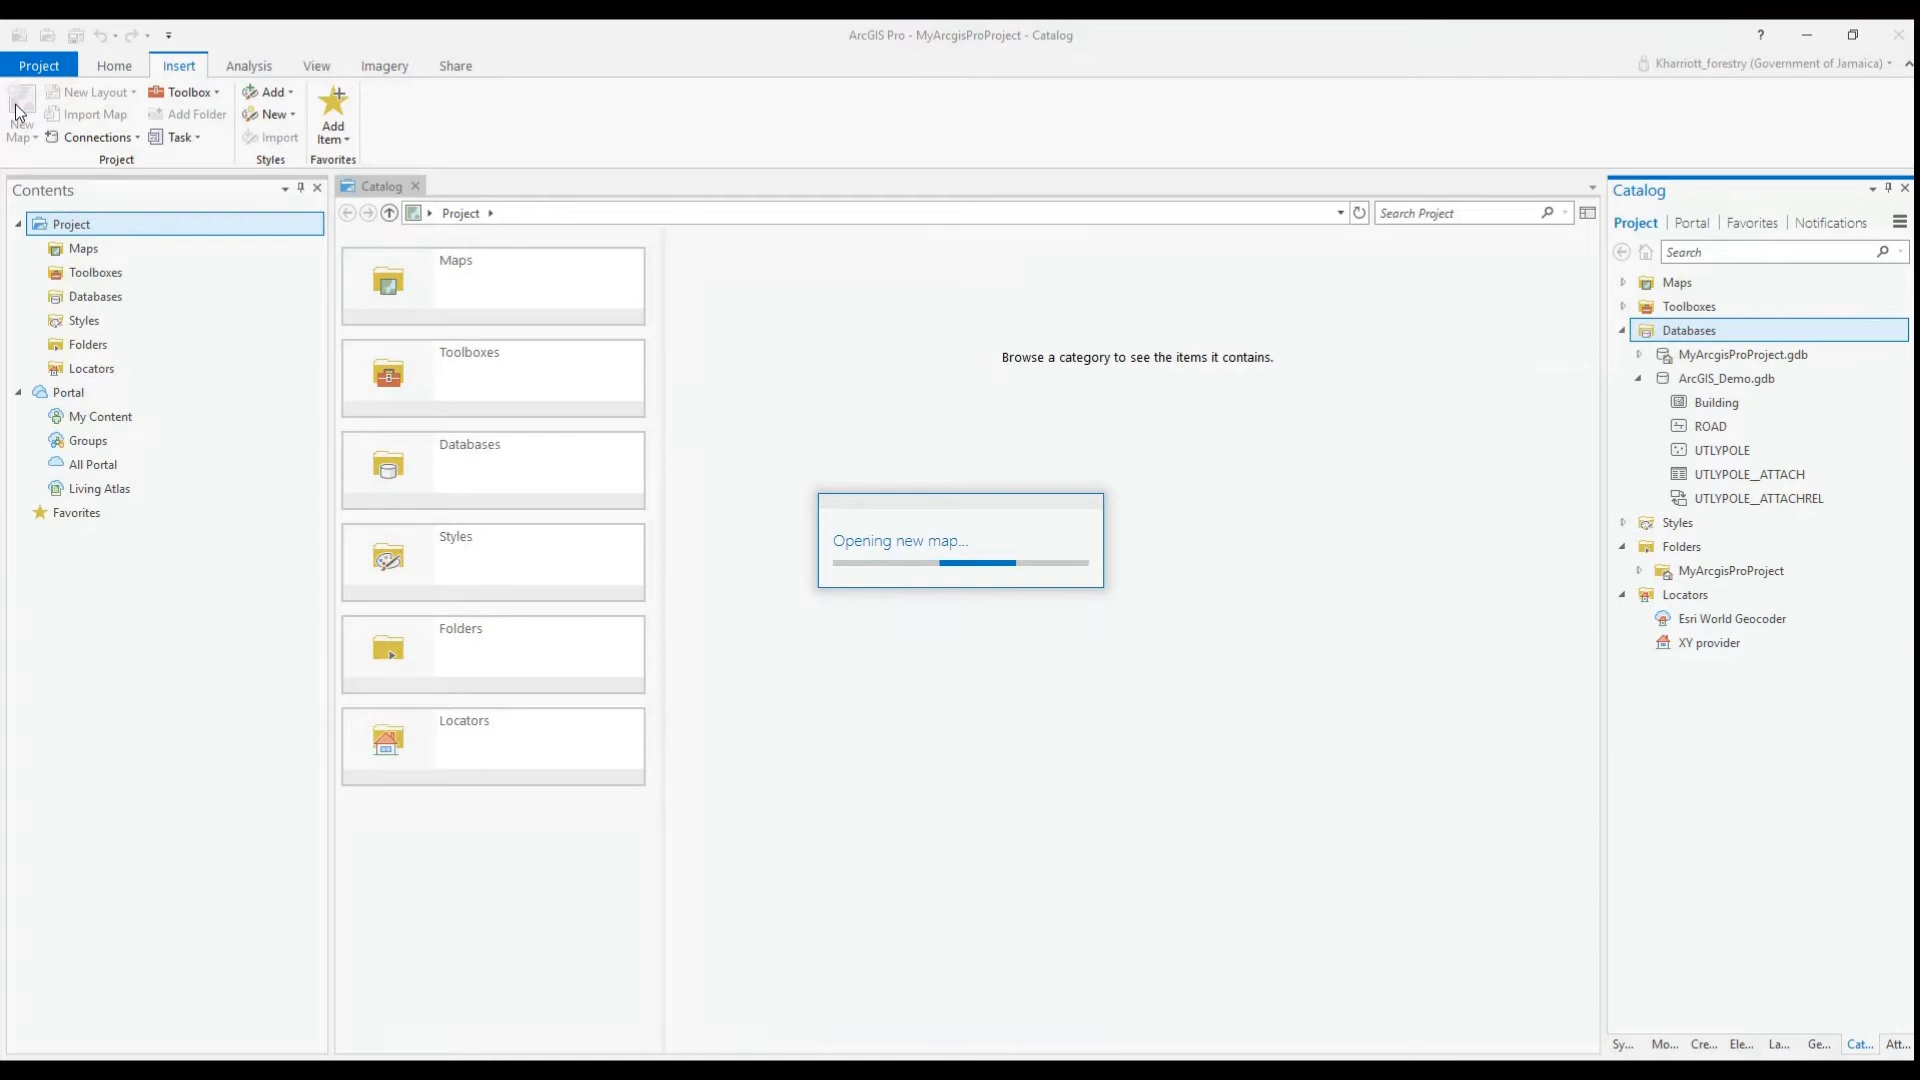 ArcGIS Pro - MyArcgisProProject - Catalog
?
Project Home Insert Analysis View Imagery Share
Kharriott_forestry (Government of Jamaica)
New Map
New Layout
Import Map
Connections
Toolbox
Add Folder
Task
Project
Add
New
Import
Styles
Add Item
Favorites
Contents
Project
Maps
Toolboxes
Databases
Styles
Folders
Locators
Portal
My Content
Groups
All Portal
Living Atlas
Favorites
Catalog
Project
Search Project
Maps
Toolboxes
Databases
Styles
Folders
Locators
Browse a category to see the items it contains.
Opening new map...
Catalog
Project Portal Favorites Notifications
Search
Maps
Toolboxes
Databases
MyArcgisProProject.gdb
ArcGIS_Demo.gdb
Building
ROAD
UTLYPOLE
UTLYPOLE__ATTACH
UTLYPOLE__ATTACHREL
Styles
Folders
MyArcgisProProject
Locators
Esri World Geocoder
XY provider
Sy... Mo... Cre... Ele... La... Ge... Cat... Att...